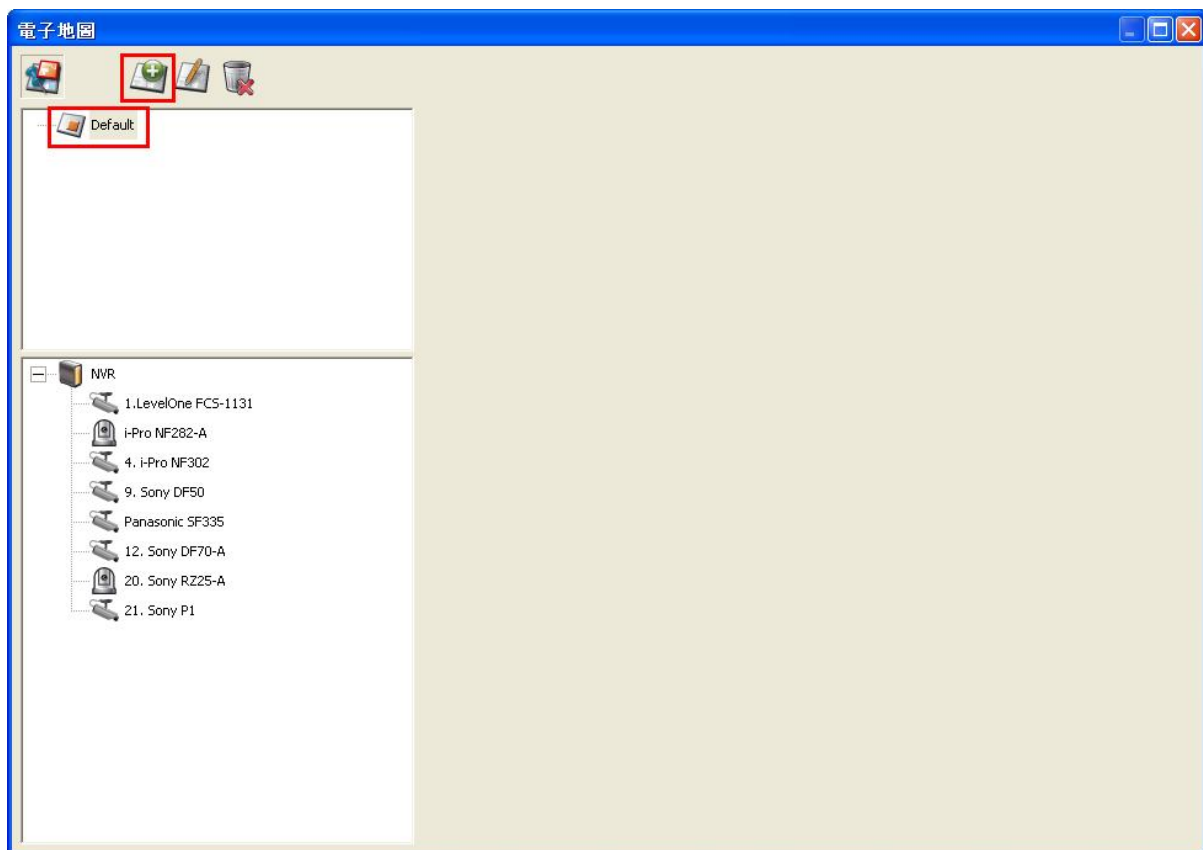 電子地圖
Default
NVR
1.LevelOne FCS-1131
i-Pro NF282-A
4. i-Pro NF302
9. Sony DF50
Panasonic SF335
12. Sony DF70-A
20. Sony RZ25-A
21. Sony P1